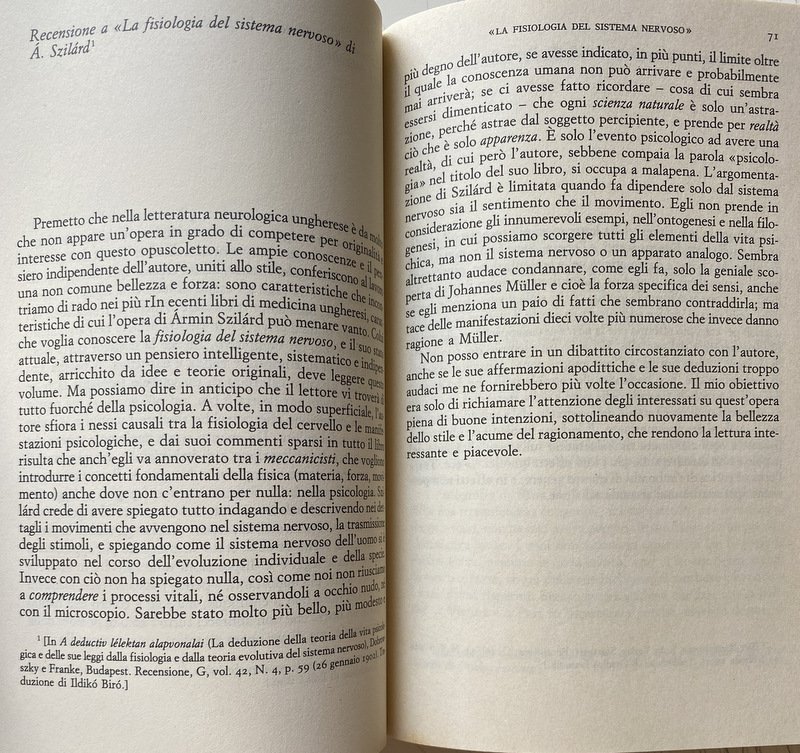 Recensione a «La fisiologia del sistema nervoso» di
Á. Szilárd¹
Premetto che nella letteratura neurologica ungherese è da molto
che non appare un'opera in grado di competere per originalità e
interesse con questo opuscoletto. Le ampie conoscenze e il pen-
siero indipendente dell'autore, uniti allo stile, conferiscono al lavoro
una non comune bellezza e forza: sono caratteristiche che incon-
triamo di rado nei più rIn ecenti libri di medicina ungheresi, carat-
teristiche di cui l'opera di Ármin Szilárd può menare vanto. Colui
che voglia conoscere la fisiologia del sistema nervoso, e il suo stato
attuale, attraverso un pensiero intelligente, sistematico e indipen-
dente, arricchito da idee e teorie originali, deve leggere questo
volume. Ma possiamo dire in anticipo che il lettore vi troverà di
tutto fuorché della psicologia. A volte, in modo superficiale, l'au-
tore sfiora i nessi causali tra la fisiologia del cervello e le manife-
stazioni psicologiche, e dai suoi commenti sparsi in tutto il libro
risulta che anch'egli va annoverato tra i meccanicisti, che vogliono
introdurre i concetti fondamentali della fisica (materia, forza, movi-
mento) anche dove non c'entrano per nulla: nella psicologia. Szi-
lárd crede di avere spiegato tutto indagando e descrivendo nei det-
tagli i movimenti che avvengono nel sistema nervoso, la trasmissione
degli stimoli, e spiegando come il sistema nervoso dell'uomo si è
sviluppato nel corso dell'evoluzione individuale e della specie.
Invece con ciò non ha spiegato nulla, così come noi non riusciamo
a comprendere i processi vitali, né osservandoli a occhio nudo, né
con il microscopio. Sarebbe stato molto più bello, più modesto e
¹ [In A deductiv lélektan alapvonalai (La deduzione della teoria della vita psicolo-
gica e delle sue leggi dalla fisiologia e dalla teoria evolutiva del sistema nervoso), Dobrow-
szky e Franke, Budapest. Recensione, G, vol. 42, N. 4, p. 59 (26 gennaio 1902). Tra-
duzione di Ildikó Biró.]
«LA FISIOLOGIA DEL SISTEMA NERVOSO» 71
più degno dell'autore, se avesse indicato, in più punti, il limite oltre
il quale la conoscenza umana non può arrivare e probabilmente
mai arriverà; se ci avesse fatto ricordare – cosa di cui sembra
essersi dimenticato – che ogni scienza naturale è solo un'astra-
zione, perché astrae dal soggetto percipiente, e prende per realtà
ciò che è solo apparenza. È solo l'evento psicologico ad avere una
realtà, di cui però l'autore, sebbene compaia la parola «psicolo-
gia» nel titolo del suo libro, si occupa a malapena. L'argomenta-
zione di Szilárd è limitata quando fa dipendere solo dal sistema
nervoso sia il sentimento che il movimento. Egli non prende in
considerazione gli innumerevoli esempi, nell'ontogenesi e nella filo-
genesi, in cui possiamo scorgere tutti gli elementi della vita psi-
chica, ma non il sistema nervoso o un apparato analogo. Sembra
altrettanto audace condannare, come egli fa, solo la geniale sco-
perta di Johannes Müller e cioè la forza specifica dei sensi, anche
se egli menziona un paio di fatti che sembrano contraddirla; ma
tace delle manifestazioni dieci volte più numerose che invece danno
ragione a Müller.
Non posso entrare in un dibattito circostanziato con l'autore,
anche se le sue affermazioni apodittiche e le sue deduzioni troppo
audaci me ne fornirebbero più volte l'occasione. Il mio obiettivo
era solo di richiamare l'attenzione degli interessati su quest'opera
piena di buone intenzioni, sottolineando nuovamente la bellezza
dello stile e l'acume del ragionamento, che rendono la lettura inte-
ressante e piacevole.